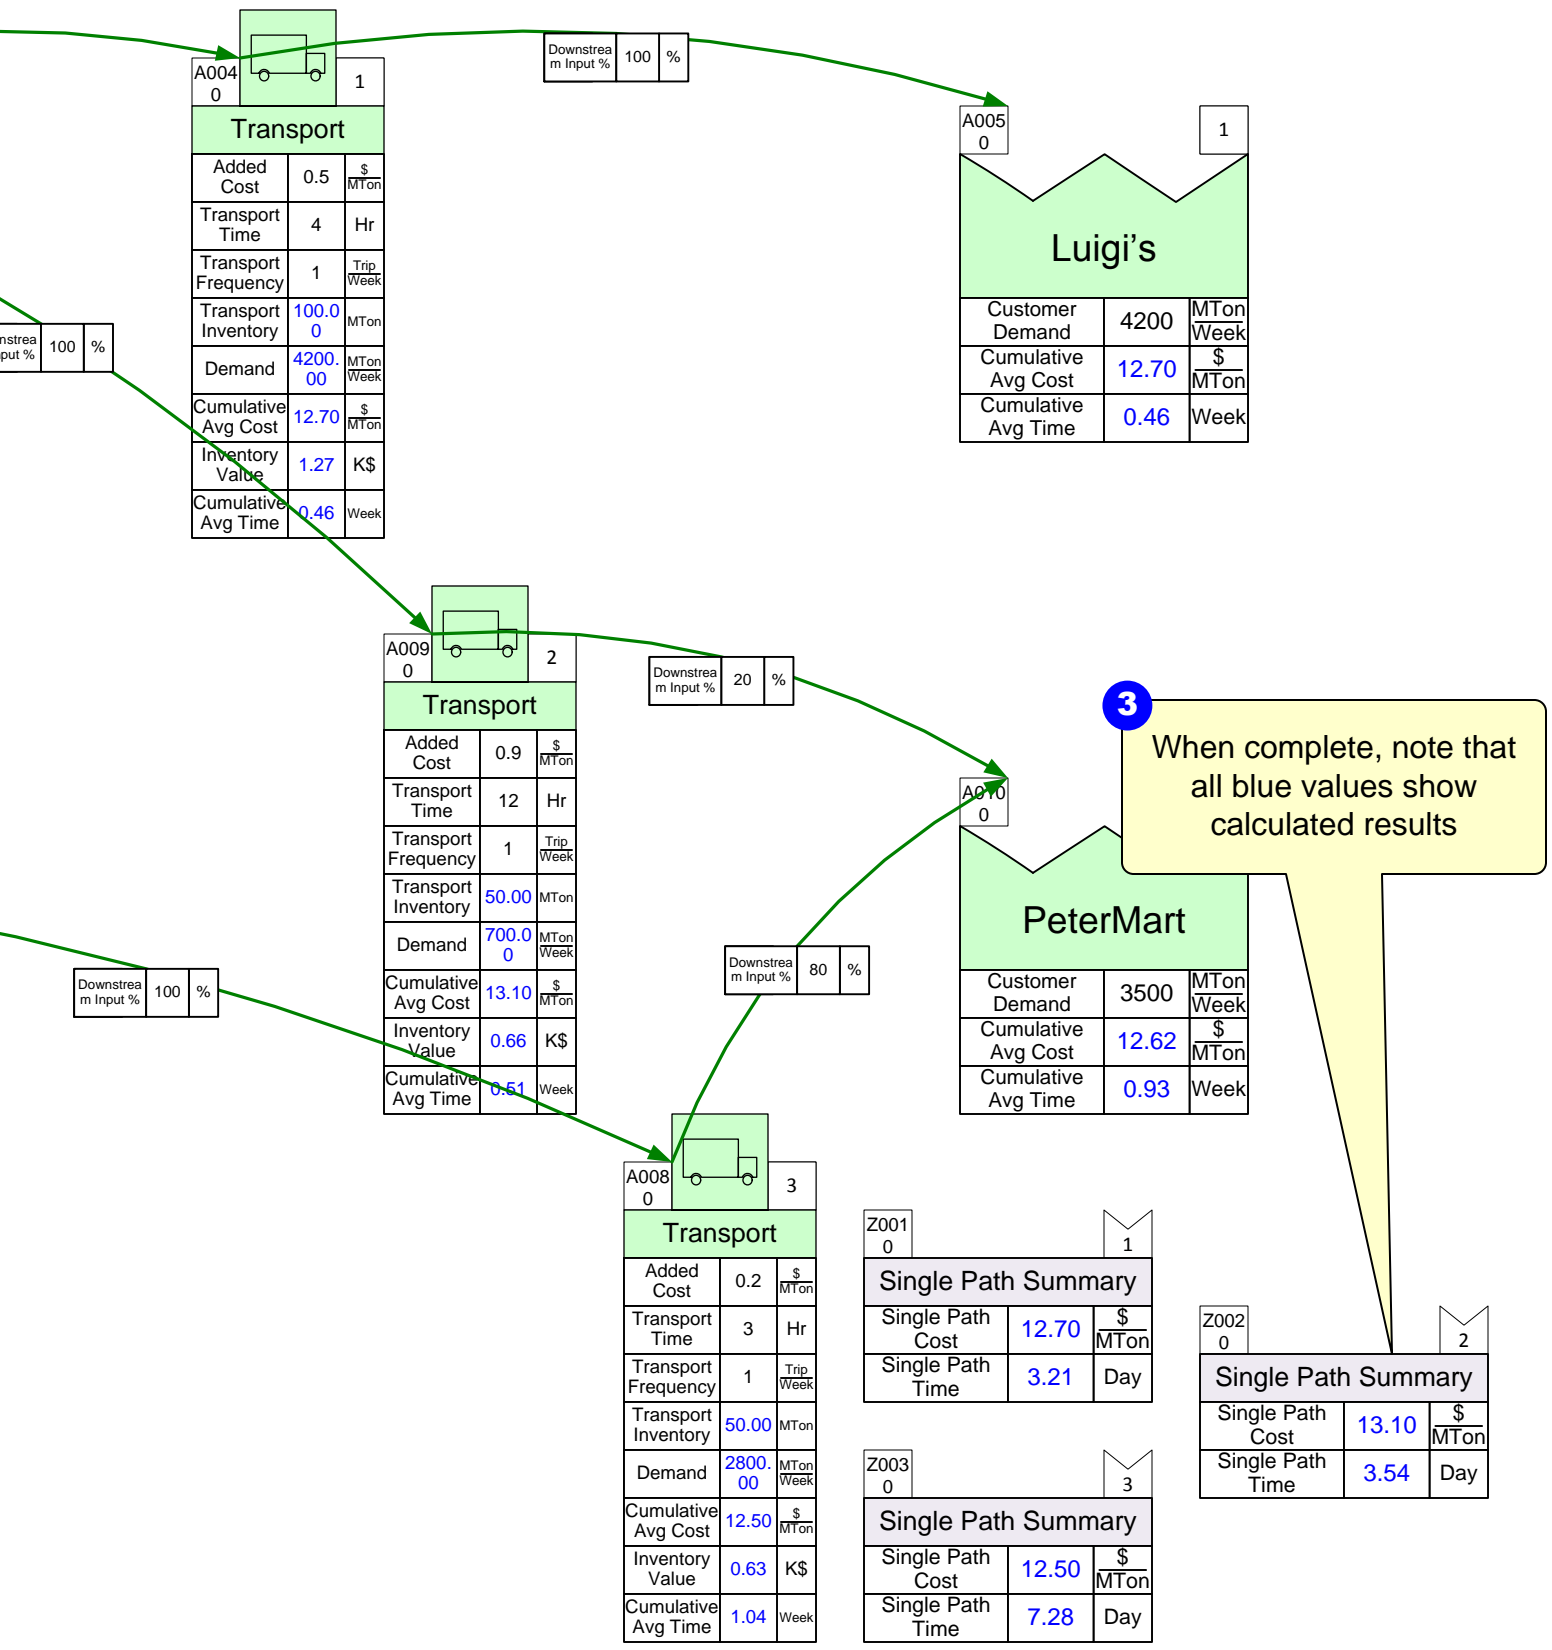 A004
0
1
Transport
Added
Cost
0.5
$
MTon
Transport
Time
4
Hr
Transport
Frequency
1
Trip
Week
Transport
Inventory
100.0
0
MTon
Demand
4200.
00
MTon
Week
Cumulative
Avg Cost
12.70
$
MTon
Inventory
Value
1.27
K$
Cumulative
Avg Time
0.46
Week
Downstrea
m Input %
100
%
A005
0
1
Luigi's
Customer
Demand
4200
MTon
Week
Cumulative
Avg Cost
12.70
$
MTon
Cumulative
Avg Time
0.46
Week
nstrea
put %
100
%
A009
0
2
Transport
Added
Cost
0.9
$
MTon
Transport
Time
12
Hr
Transport
Frequency
1
Trip
Week
Transport
Inventory
50.00
MTon
Demand
700.0
0
MTon
Week
Cumulative
Avg Cost
13.10
$
MTon
Inventory
Value
0.66
K$
Cumulative
Avg Time
0.51
Week
Downstrea
m Input %
20
%
3
When complete, note that
all blue values show
calculated results
A010
0
PeterMart
Customer
Demand
3500
MTon
Week
Cumulative
Avg Cost
12.62
$
MTon
Cumulative
Avg Time
0.93
Week
Downstrea
m Input %
80
%
Downstrea
m Input %
100
%
A008
0
3
Transport
Added
Cost
0.2
$
MTon
Transport
Time
3
Hr
Transport
Frequency
1
Trip
Week
Transport
Inventory
50.00
MTon
Demand
2800.
00
MTon
Week
Cumulative
Avg Cost
12.50
$
MTon
Inventory
Value
0.63
K$
Cumulative
Avg Time
1.04
Week
Z001
0
1
Single Path Summary
Single Path
Cost
12.70
$
MTon
Single Path
Time
3.21
Day
Z002
0
2
Single Path Summary
Single Path
Cost
13.10
$
MTon
Single Path
Time
3.54
Day
Z003
0
3
Single Path Summary
Single Path
Cost
12.50
$
MTon
Single Path
Time
7.28
Day